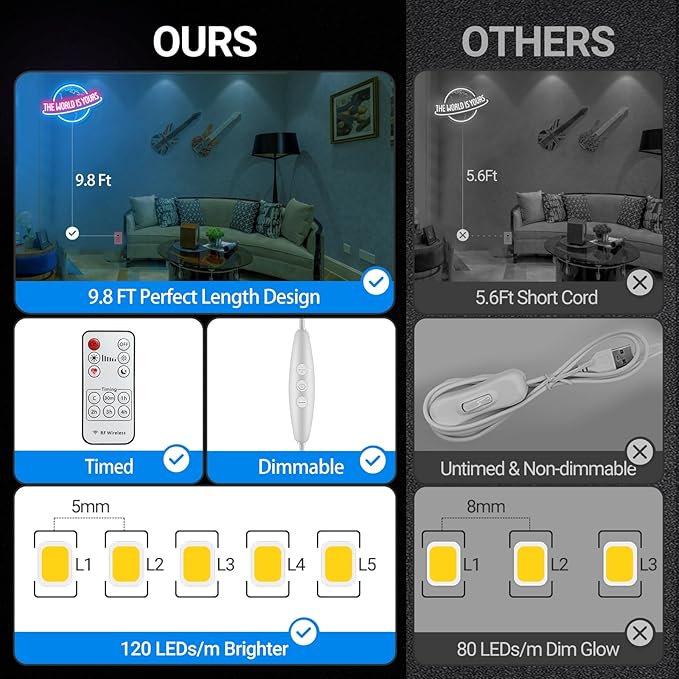 OURS
OTHERS
THE WORLD IS YOURS
9.8 Ft
9.8 FT Perfect Length Design
THE WORLD IS YOURS
5.6Ft
5.6Ft Short Cord
OFF
Timing
C 30m 1h
2h 3h 4h
RF Wireless
Timed
Dimmable
Untimed & Non-dimmable
5mm
L1 L2 L3 L4 L5
120 LEDs/m Brighter
8mm
L1 L2 L3
80 LEDs/m Dim Glow